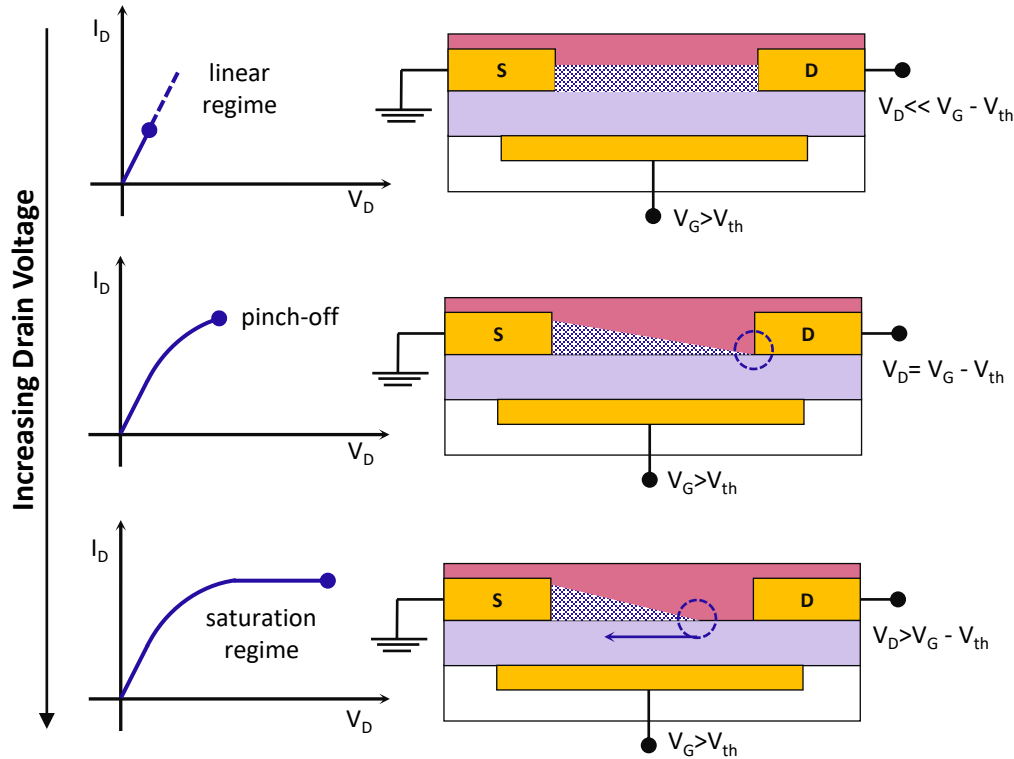 Increasing Drain Voltage
I_D
linear
regime
V_D
S
D
V_D<< V_G - V_th
V_G>V_th
I_D
pinch-off
V_D
S
D
V_D= V_G - V_th
V_G>V_th
I_D
saturation
regime
V_D
S
D
V_D>V_G - V_th
V_G>V_th